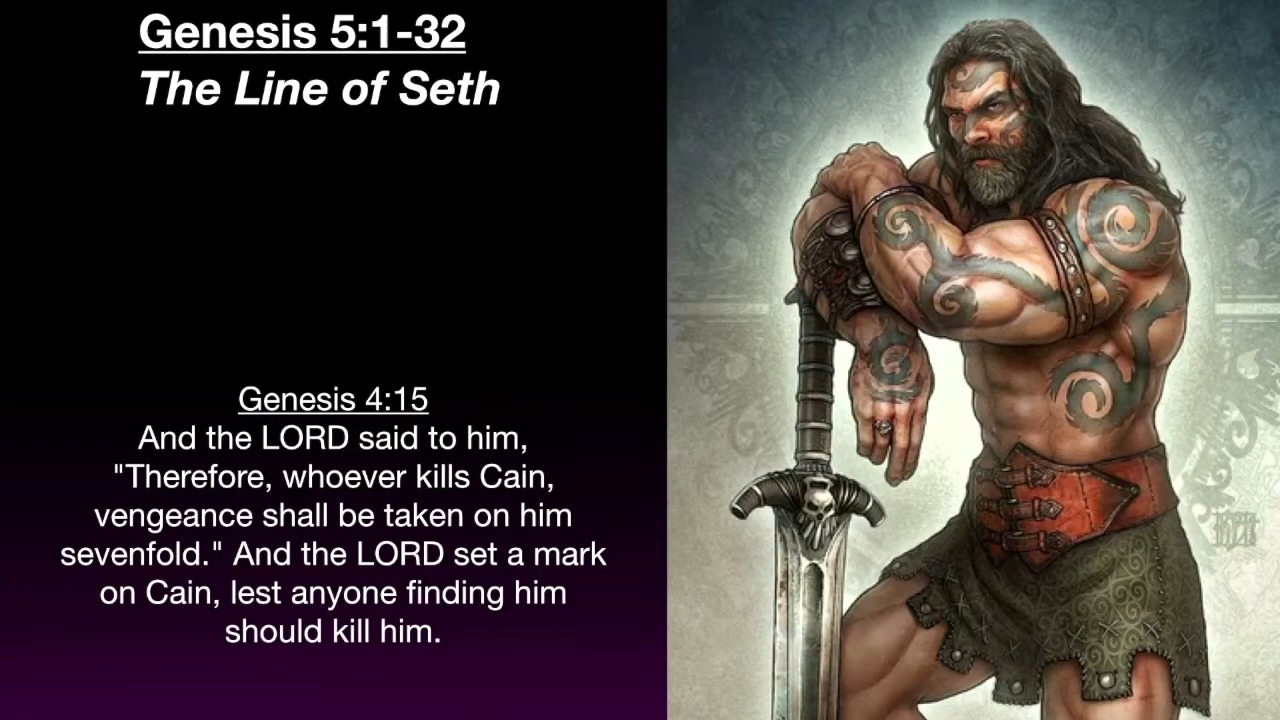 Genesis 5:1-32
The Line of Seth
Genesis 4:15
And the LORD said to him,
"Therefore, whoever kills Cain,
vengeance shall be taken on him
sevenfold." And the LORD set a mark
on Cain, lest anyone finding him
should kill him.